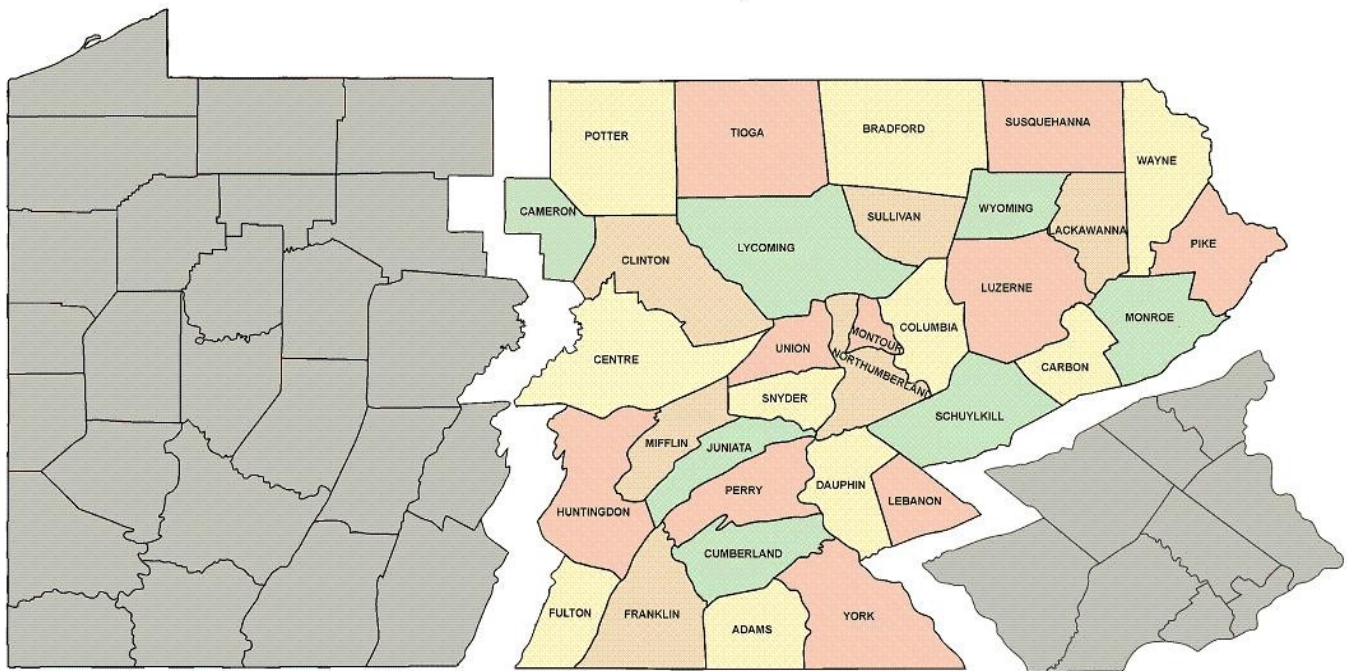 POTTER
TIOGA
BRADFORD
SUSQUEHANNA
WAYNE
CAMERON
SULLIVAN
WYOMING
LACKAWANNA
LYCOMING
PIKE
CLINTON
LUZERNE
MONROE
COLUMBIA
MONTOUR
UNION
CENTRE
NORTHUMBERLAND
CARBON
SNYDER
SCHUYLKILL
MIFFLIN
JUNIATA
DAUPHIN
PERRY
LEBANON
HUNTINGDON
CUMBERLAND
FULTON
FRANKLIN
ADAMS
YORK